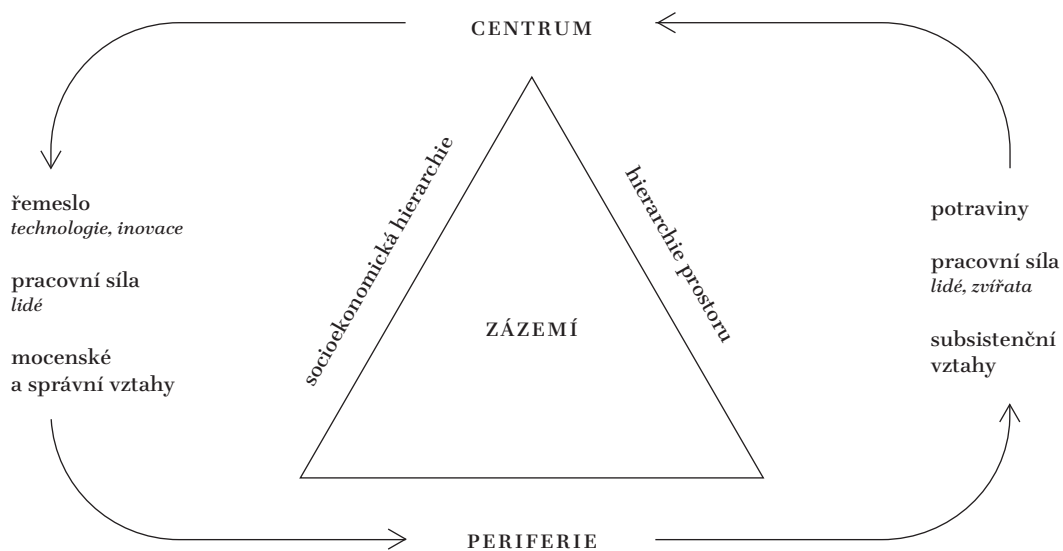 CENTRUM
řemeslo
technologie, inovace
pracovní síla
lidé
mocenské
a správní vztahy
socioekonomická hierarchie
ZÁZEMÍ
hierarchie prostoru
potraviny
pracovní síla
lidé, zvířata
subsistenční
vztahy
PERIFERIE